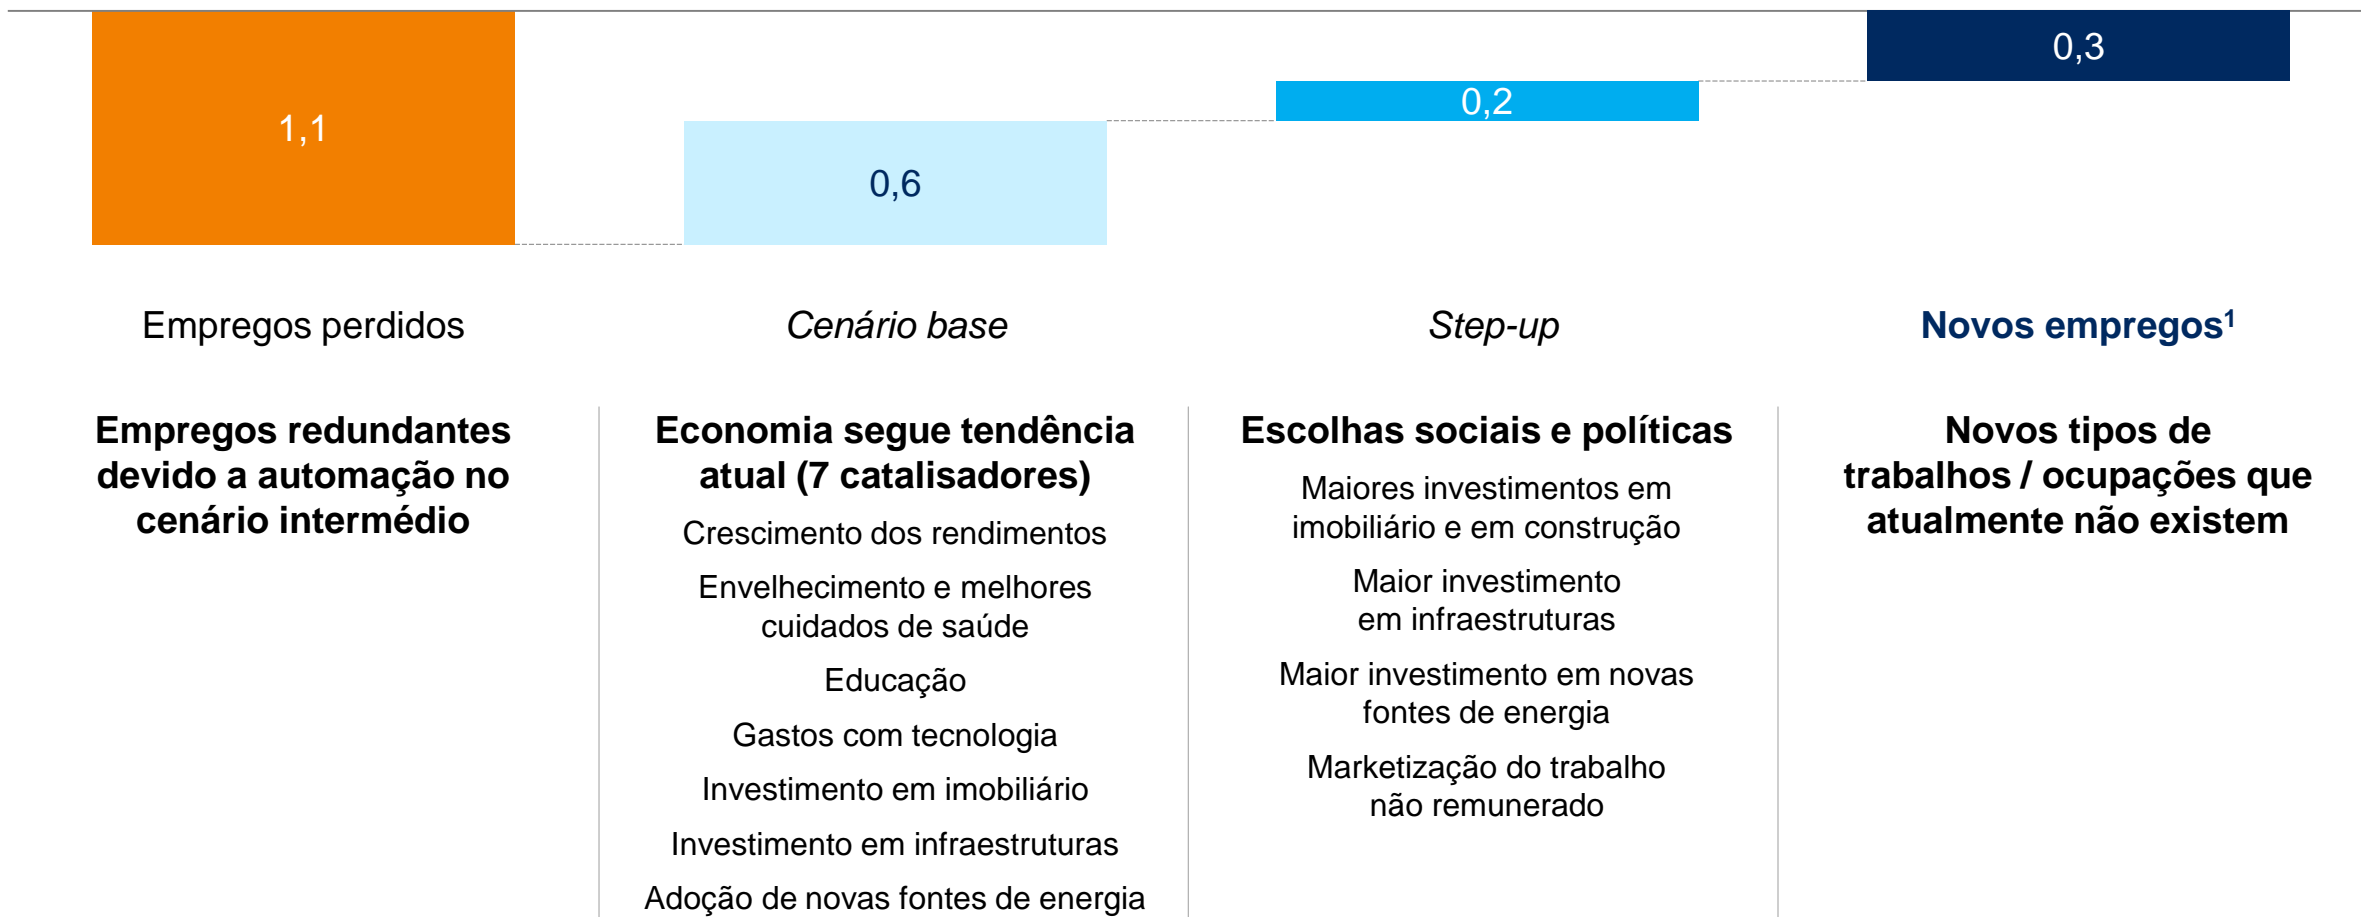 1,1
0,6
0,2
0,3
Empregos perdidos
Cenário base
Step-up
Novos empregos¹
Empregos redundantes
devido a automação no
cenário intermédio
Economia segue tendência
atual (7 catalisadores)
Crescimento dos rendimentos
Envelhecimento e melhores
cuidados de saúde
Educação
Gastos com tecnologia
Investimento em imobiliário
Investimento em infraestruturas
Adoção de novas fontes de energia
Escolhas sociais e políticas
Maiores investimentos em
imobiliário e em construção
Maior investimento
em infraestruturas
Maior investimento em novas
fontes de energia
Marketização do trabalho
não remunerado
Novos tipos de
trabalhos / ocupações que
atualmente não existem